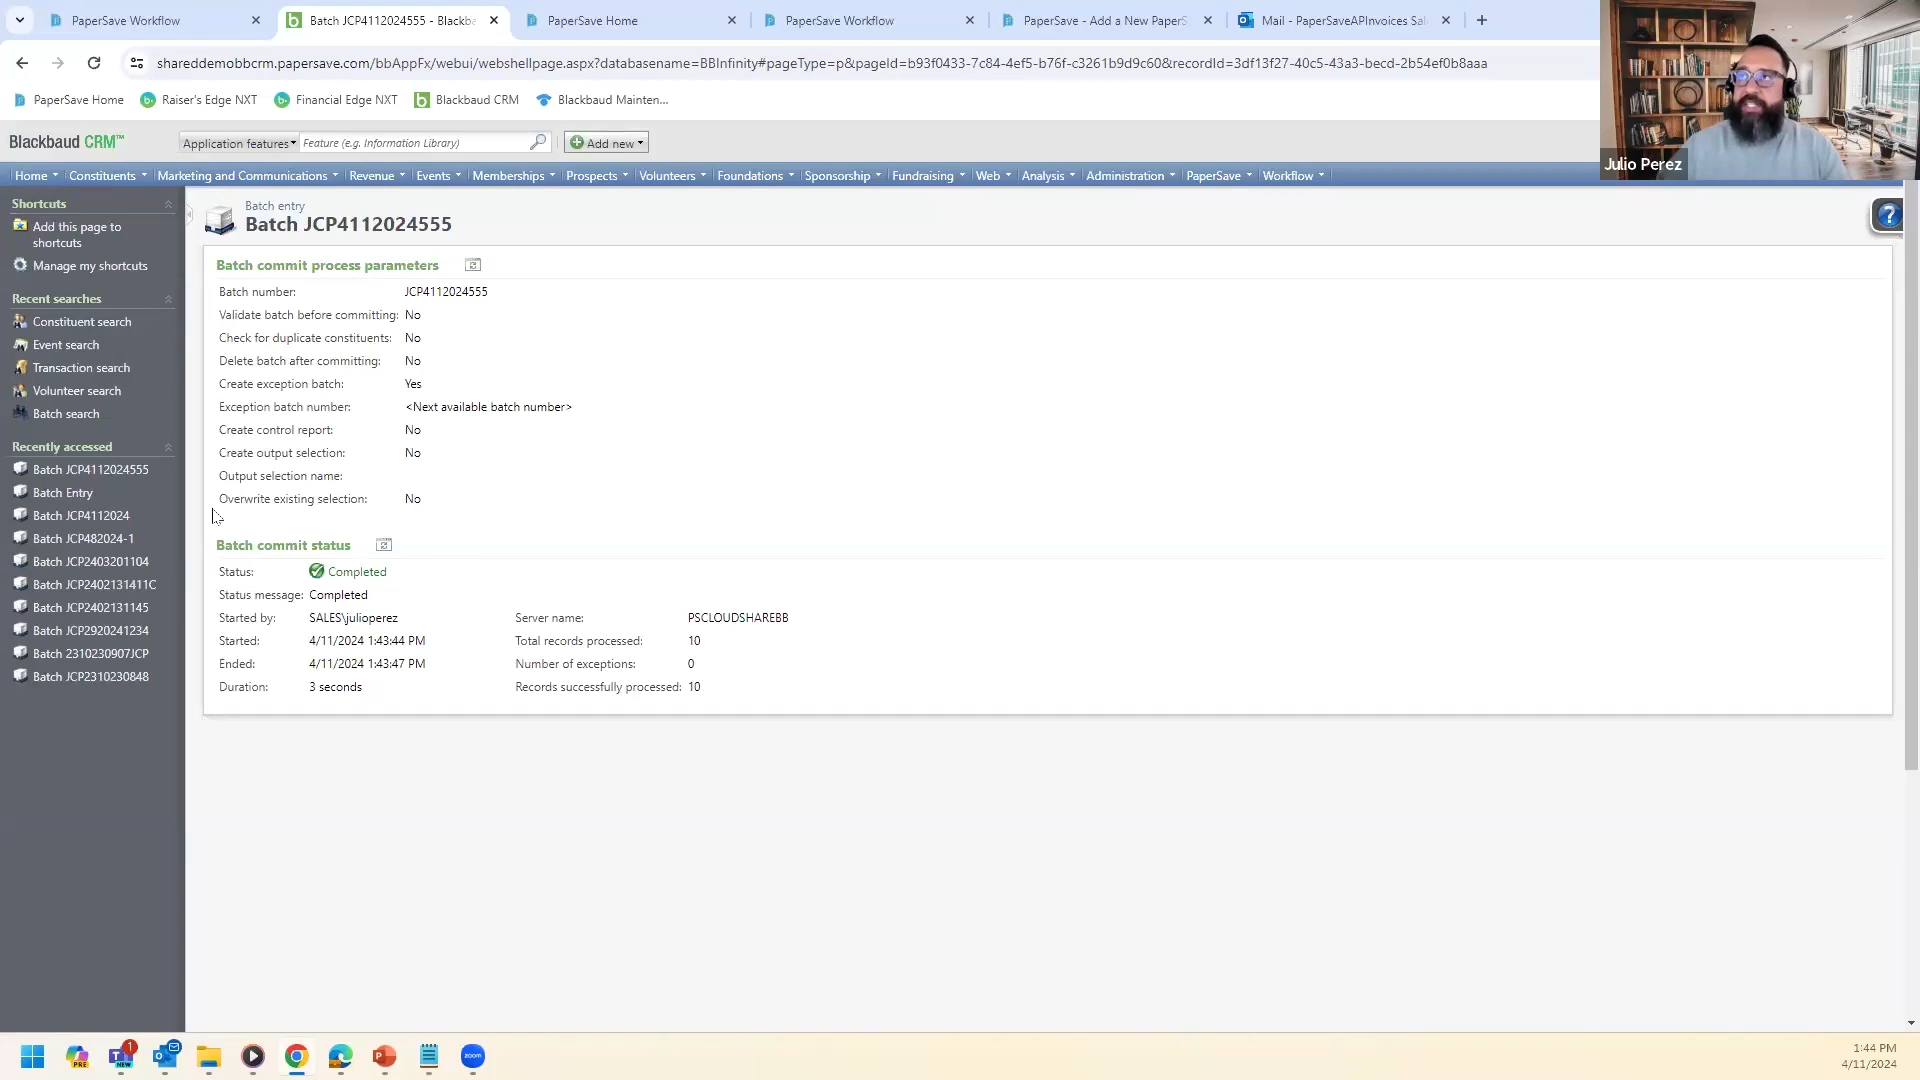 PaperSave Workflow
Batch JCP4112024555 - Blackba
PaperSave Home
PaperSave Workflow
PaperSave - Add a New PaperS
Mail - PaperSaveAPInvoices Sal
shareddemobbcrm.papersave.com/bbAppFx/webui/webshellpage.aspx?databasename=BBInfinity#pageType=p&pageId=b93f0433-7c84-4ef5-b76f-c3261b9d9c60&recordId=3df13f27-40c5-43a3-becd-2b54ef0b8aaa
PaperSave Home
Raiser's Edge NXT
Financial Edge NXT
Blackbaud CRM
Blackbaud Mainten...
Blackbaud CRM™
Application features
Feature (e.g. Information Library)
Add new
Julio Perez
Home
Constituents
Marketing and Communications
Revenue
Events
Memberships
Prospects
Volunteers
Foundations
Sponsorship
Fundraising
Web
Analysis
Administration
PaperSave
Workflow
Shortcuts
Add this page to
shortcuts
Manage my shortcuts
Recent searches
Constituent search
Event search
Transaction search
Volunteer search
Batch search
Recently accessed
Batch JCP4112024555
Batch Entry
Batch JCP4112024
Batch JCP482024-1
Batch JCP2403201104
Batch JCP2402131411C
Batch JCP2402131145
Batch JCP2920241234
Batch 2310230907JCP
Batch JCP2310230848
Batch entry
Batch JCP4112024555
Batch commit process parameters
Batch number: JCP4112024555
Validate batch before committing: No
Check for duplicate constituents: No
Delete batch after committing: No
Create exception batch: Yes
Exception batch number: <Next available batch number>
Create control report: No
Create output selection: No
Output selection name:
Overwrite existing selection: No
Batch commit status
Status: Completed
Status message: Completed
Started by: SALES\julioperez Server name: PSCLOUDSHAREBB
Started: 4/11/2024 1:43:44 PM Total records processed: 10
Ended: 4/11/2024 1:43:47 PM Number of exceptions: 0
Duration: 3 seconds Records successfully processed: 10
?
PRE
1
NEW
zoom
1:44 PM
4/11/2024